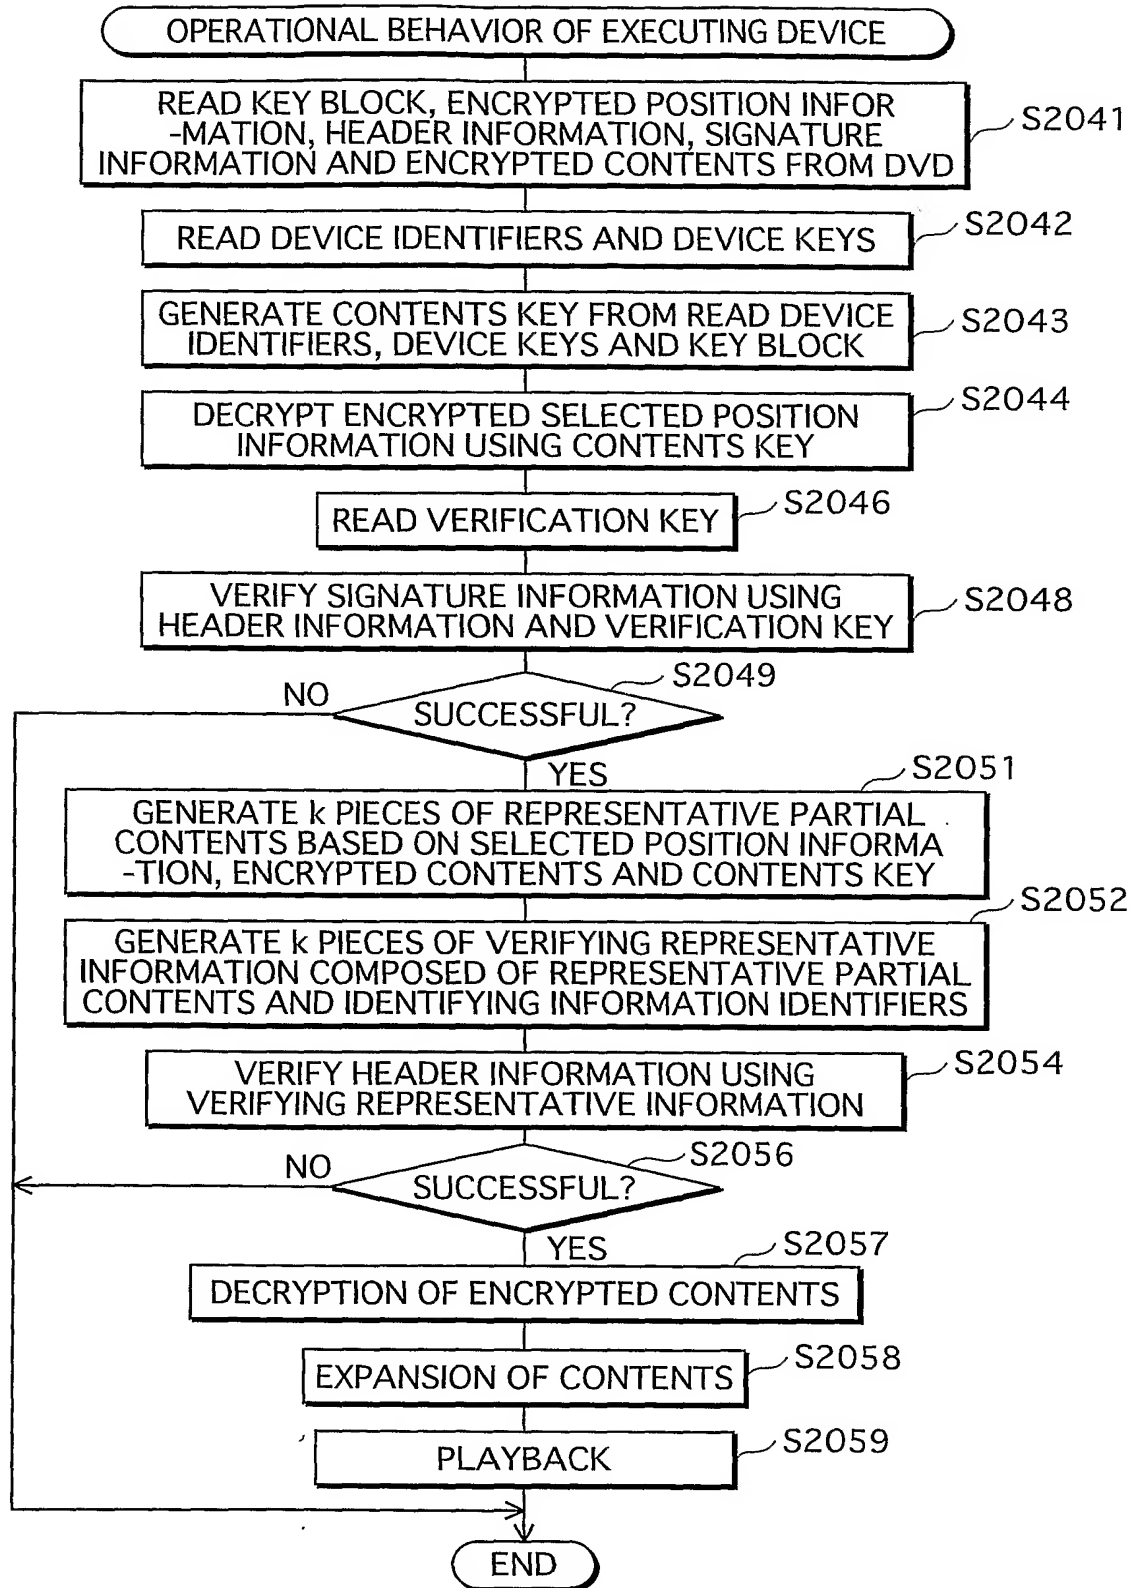 OPERATIONAL BEHAVIOR OF EXECUTING DEVICE
READ KEY BLOCK, ENCRYPTED POSITION INFOR
-MATION, HEADER INFORMATION, SIGNATURE
INFORMATION AND ENCRYPTED CONTENTS FROM DVD
S2041
READ DEVICE IDENTIFIERS AND DEVICE KEYS
S2042
GENERATE CONTENTS KEY FROM READ DEVICE
IDENTIFIERS, DEVICE KEYS AND KEY BLOCK
S2043
DECRYPT ENCRYPTED SELECTED POSITION
INFORMATION USING CONTENTS KEY
S2044
READ VERIFICATION KEY
S2046
VERIFY SIGNATURE INFORMATION USING
HEADER INFORMATION AND VERIFICATION KEY
S2048
S2049
NO
SUCCESSFUL?
YES
S2051
GENERATE k PIECES OF REPRESENTATIVE PARTIAL
CONTENTS BASED ON SELECTED POSITION INFORMA
-TION, ENCRYPTED CONTENTS AND CONTENTS KEY
S2052
GENERATE k PIECES OF VERIFYING REPRESENTATIVE
INFORMATION COMPOSED OF REPRESENTATIVE PARTIAL
CONTENTS AND IDENTIFYING INFORMATION IDENTIFIERS
S2054
VERIFY HEADER INFORMATION USING
VERIFYING REPRESENTATIVE INFORMATION
S2056
NO
SUCCESSFUL?
YES
S2057
DECRYPTION OF ENCRYPTED CONTENTS
S2058
EXPANSION OF CONTENTS
S2059
PLAYBACK
END